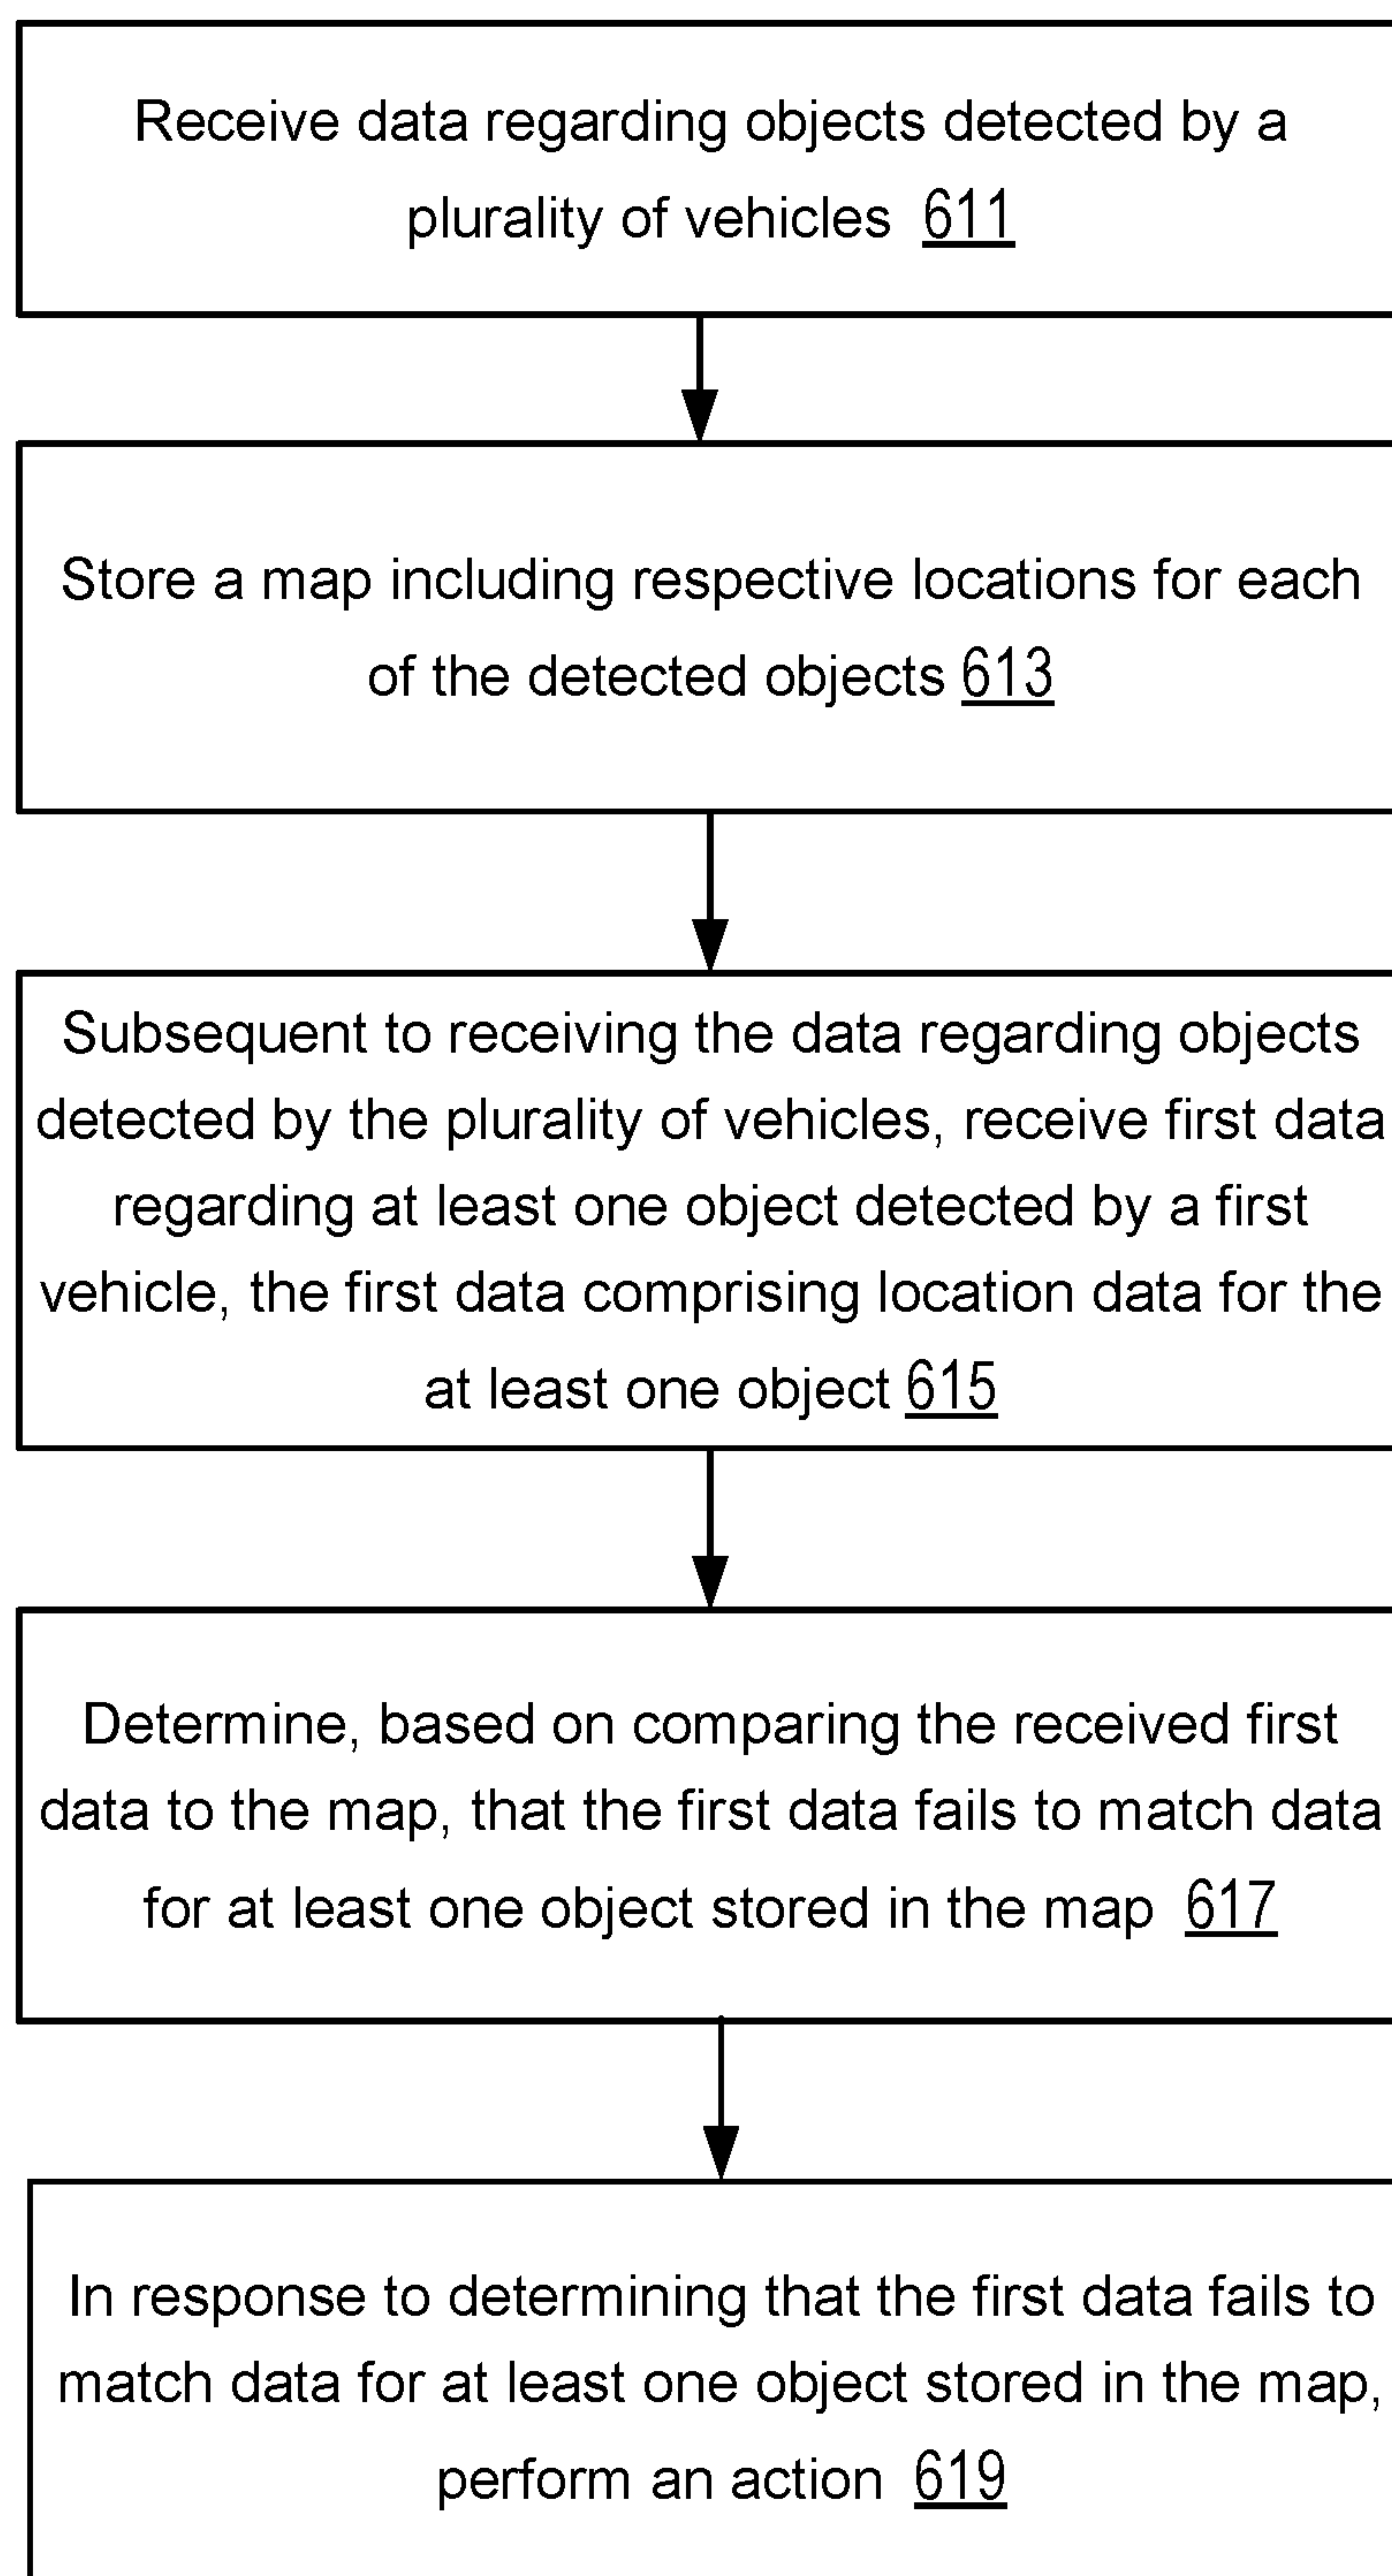 Receive data regarding objects detected by a
plurality of vehicles 611
Store a map including respective locations for each
of the detected objects 613
Subsequent to receiving the data regarding objects
detected by the plurality of vehicles, receive first data
regarding at least one object detected by a first
vehicle, the first data comprising location data for the
at least one object 615
Determine, based on comparing the received first
data to the map, that the first data fails to match data
for at least one object stored in the map 617
In response to determining that the first data fails to
match data for at least one object stored in the map,
perform an action 619